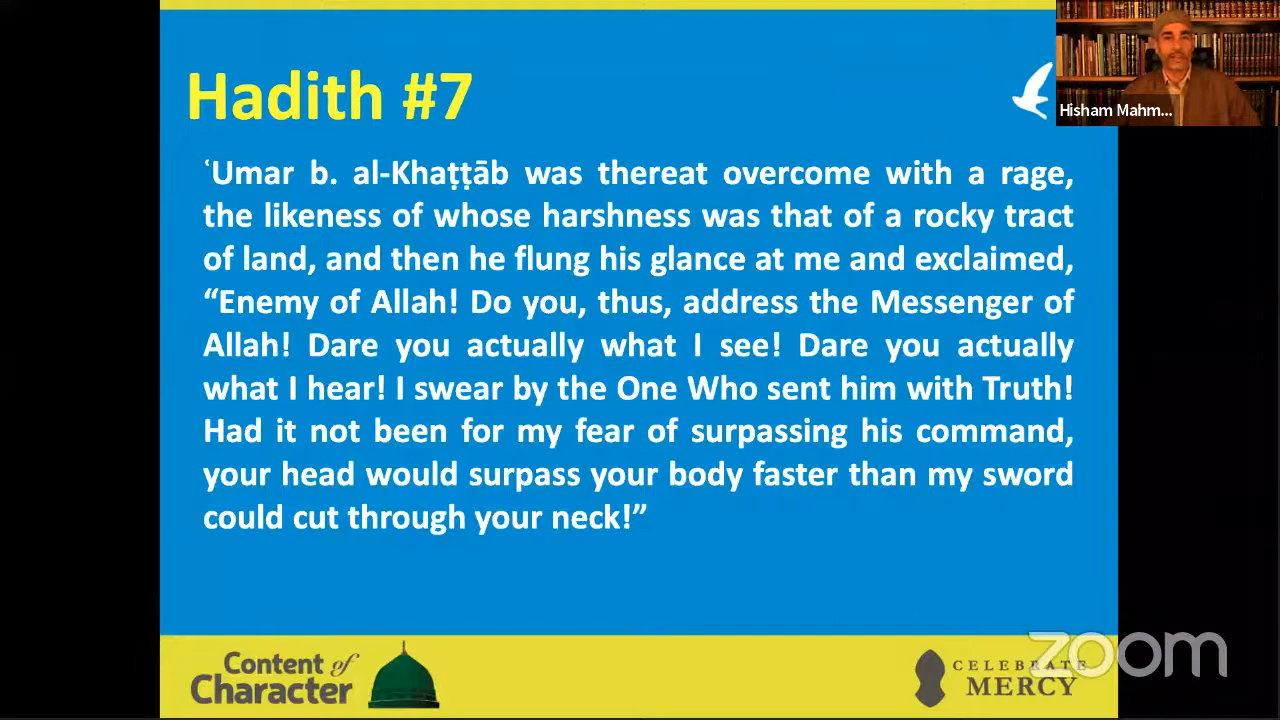 Hadith #7
Hisham Mahm...
ʿUmar b. al-Khaṭṭāb was thereat overcome with a rage,
the likeness of whose harshness was that of a rocky tract
of land, and then he flung his glance at me and exclaimed,
“Enemy of Allah! Do you, thus, address the Messenger of
Allah! Dare you actually what I see! Dare you actually
what I hear! I swear by the One Who sent him with Truth!
Had it not been for my fear of surpassing his command,
your head would surpass your body faster than my sword
could cut through your neck!”
Content of
Character
CELEBRATE
MERCY
zoom